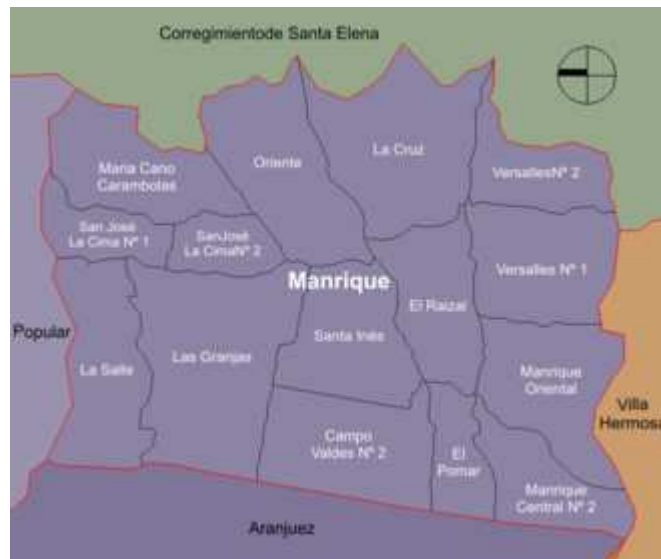 Corregimientode Santa Elena
La Cruz
Oriente
Maria Cano
Carambolas
VersallesNº 2
San José
La Cima Nº 1
SanJosé
La CimaNº 2
Versalles Nº 1
Manrique
El Raizal
Popular
Santa Inés
Las Granjas
La Salle
Manrique
Oriental
Villa
Hermosa
Campo
Valdes Nº 2
El
Pomar
Manrique
Central Nº 2
Aranjuez